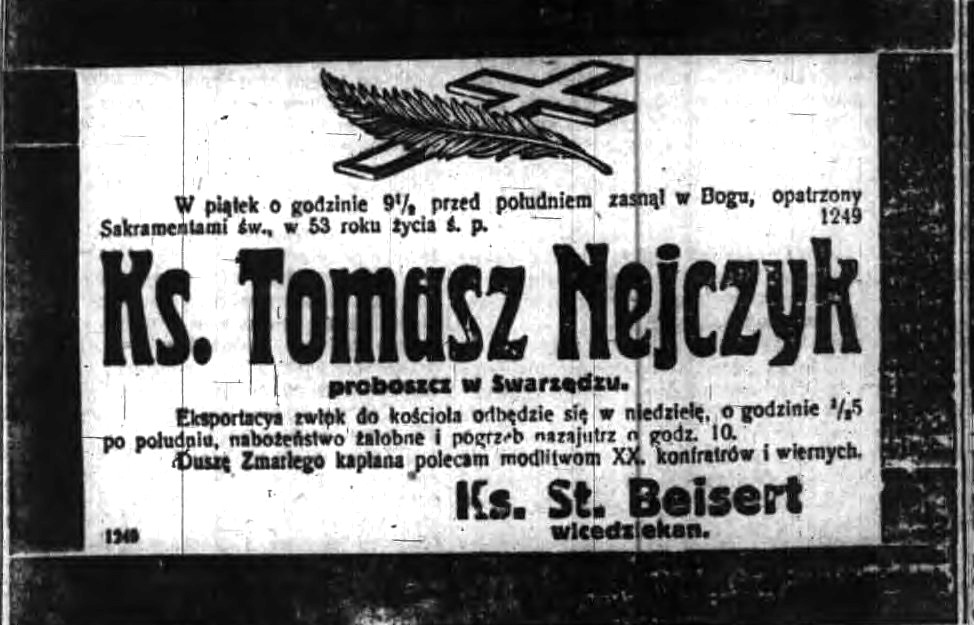 W piątek o godzinie 9½ przed południem zasnął w Bogu, opatrzony
Sakramentami św., w 53 roku życia ś. p. 1249
Ks. Tomasz Nejczyk
proboszcz w Swarzędzu.
Eksportacya zwłok do kościoła odbędzie się w niedzielę, o godzinie ½5
po południu, nabożeństwo żałobne i pogrzeb nazajutrz o godz. 10.
Duszę Zmarłego kapłana polecam modlitwom XX. konfratrów i wiernych.
Ks. St. Beisert
wicedziekan.
1249